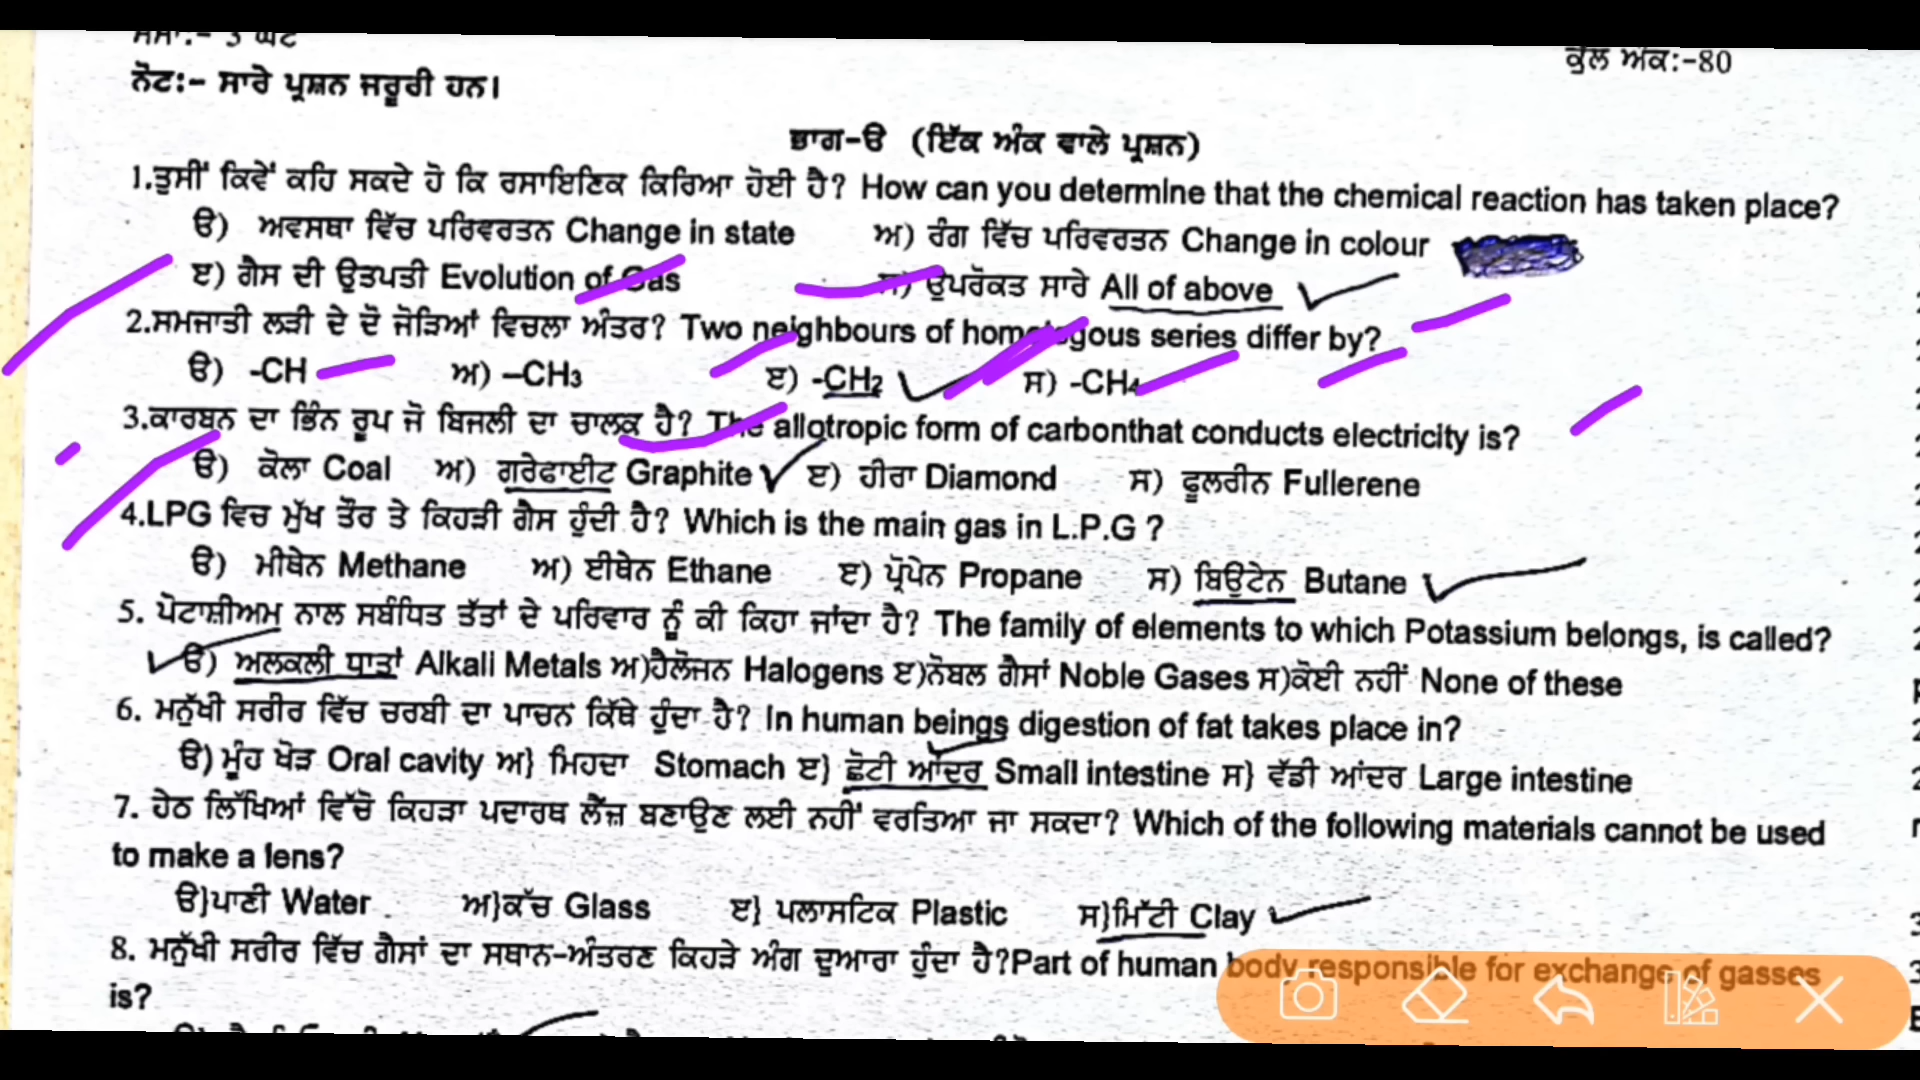 ਸਮਾਂ:- 3 ਘੰਟੇ
ਕੁੱਲ ਅੰਕ:-80
ਨੋਟ:- ਸਾਰੇ ਪ੍ਰਸ਼ਨ ਜਰੂਰੀ ਹਨ।
ਭਾਗ-ੳ (ਇੱਕ ਅੰਕ ਵਾਲੇ ਪ੍ਰਸ਼ਨ)
1.ਤੁਸੀਂ ਕਿਵੇਂ ਕਹਿ ਸਕਦੇ ਹੋ ਕਿ ਰਸਾਇਣਿਕ ਕਿਰਿਆ ਹੋਈ ਹੈ? How can you determine that the chemical reaction has taken place?
ੳ) ਅਵਸਥਾ ਵਿੱਚ ਪਰਿਵਰਤਨ Change in state ਅ) ਰੰਗ ਵਿੱਚ ਪਰਿਵਰਤਨ Change in colour
ੲ) ਗੈਸ ਦੀ ਉਤਪਤੀ Evolution of Gas ਸ) ਉਪਰੋਕਤ ਸਾਰੇ All of above
2.ਸਮਜਾਤੀ ਲੜੀ ਦੇ ਦੋ ਜੋੜਿਆਂ ਵਿਚਲਾ ਅੰਤਰ? Two neighbours of homologous series differ by?
ੳ) -CH ਅ) –CH₃ ੲ) -CH₂ ਸ) -CH₄
3.ਕਾਰਬਨ ਦਾ ਭਿੰਨ ਰੂਪ ਜੋ ਬਿਜਲੀ ਦਾ ਚਾਲਕ ਹੈ? The allotropic form of carbonthat conducts electricity is?
ੳ) ਕੋਲਾ Coal ਅ) ਗਰੇਫਾਈਟ Graphite ੲ) ਹੀਰਾ Diamond ਸ) ਫੂਲਰੀਨ Fullerene
4.LPG ਵਿਚ ਮੁੱਖ ਤੌਰ ਤੇ ਕਿਹੜੀ ਗੈਸ ਹੁੰਦੀ ਹੈ? Which is the main gas in L.P.G ?
ੳ) ਮੀਥੇਨ Methane ਅ) ਈਥੇਨ Ethane ੲ) ਪ੍ਰੋਪੇਨ Propane ਸ) ਬਿਊਟੇਨ Butane
5. ਪੋਟਾਸ਼ੀਅਮ ਨਾਲ ਸਬੰਧਿਤ ਤੱਤਾਂ ਦੇ ਪਰਿਵਾਰ ਨੂੰ ਕੀ ਕਿਹਾ ਜਾਂਦਾ ਹੈ? The family of elements to which Potassium belongs, is called?
ੳ) ਅਲਕਲੀ ਧਾਤਾਂ Alkali Metals ਅ)ਹੈਲੋਜਨ Halogens ੲ)ਨੋਬਲ ਗੈਸਾਂ Noble Gases ਸ)ਕੋਈ ਨਹੀਂ None of these
6. ਮਨੁੱਖੀ ਸਰੀਰ ਵਿੱਚ ਚਰਬੀ ਦਾ ਪਾਚਨ ਕਿੱਥੇ ਹੁੰਦਾ ਹੈ? In human beings digestion of fat takes place in?
ੳ) ਮੂੰਹ ਖੋੜ Oral cavity ਅ} ਮਿਹਦਾ Stomach ੲ} ਛੋਟੀ ਆਂਦਰ Small intestine ਸ} ਵੱਡੀ ਆਂਦਰ Large intestine
7. ਹੇਠ ਲਿੱਖਿਆਂ ਵਿੱਚੋ ਕਿਹੜਾ ਪਦਾਰਥ ਲੈੱਜ਼ ਬਣਾਉਣ ਲਈ ਨਹੀਂ ਵਰਤਿਆ ਜਾ ਸਕਦਾ? Which of the following materials cannot be used
to make a lens?
ੳ}ਪਾਣੀ Water ਅ}ਕੱਚ Glass ੲ} ਪਲਾਸਟਿਕ Plastic ਸ}ਮਿੱਟੀ Clay
8. ਮਨੁੱਖੀ ਸਰੀਰ ਵਿੱਚ ਗੈਸਾਂ ਦਾ ਸਥਾਨ-ਅੰਤਰਣ ਕਿਹੜੇ ਅੰਗ ਦੁਆਰਾ ਹੁੰਦਾ ਹੈ?Part of human body responsible for exchange of gasses
is?